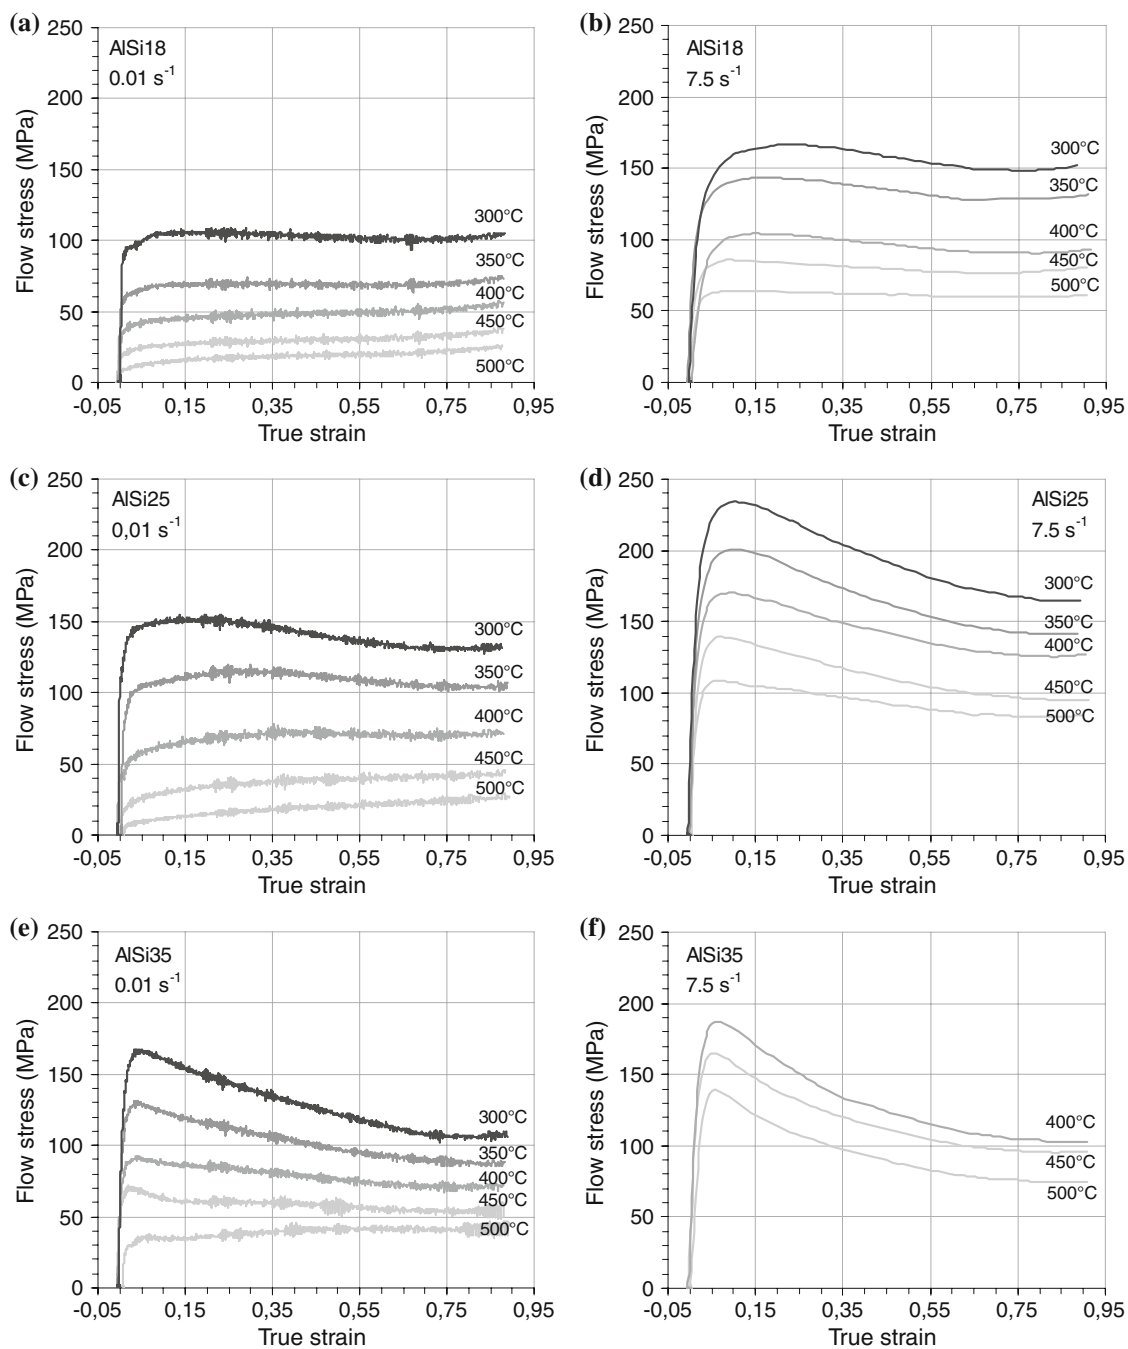 (a)
250
AlSi18
0.01 s-1
200
150
100
50
0
Flow stress (MPa)
300°C
350°C
400°C
450°C
500°C
-0,05 0,15 0,35 0,55 0,75 0,95
True strain
(b)
250
AlSi18
7.5 s-1
200
150
100
50
0
Flow stress (MPa)
300°C
350°C
400°C
450°C
500°C
-0,05 0,15 0,35 0,55 0,75 0,95
True strain
(c)
250
AlSi25
0,01 s-1
200
150
100
50
0
Flow stress (MPa)
300°C
350°C
400°C
450°C
500°C
-0,05 0,15 0,35 0,55 0,75 0,95
True strain
(d)
250
AlSi25
7.5 s-1
200
150
100
50
0
Flow stress (MPa)
300°C
350°C
400°C
450°C
500°C
-0,05 0,15 0,35 0,55 0,75 0,95
True strain
(e)
250
AlSi35
0.01 s-1
200
150
100
50
0
Flow stress (MPa)
300°C
350°C
400°C
450°C
500°C
-0,05 0,15 0,35 0,55 0,75 0,95
True strain
(f)
250
AlSi35
7.5 s-1
200
150
100
50
0
Flow stress (MPa)
400°C
450°C
500°C
-0,05 0,15 0,35 0,55 0,75 0,95
True strain